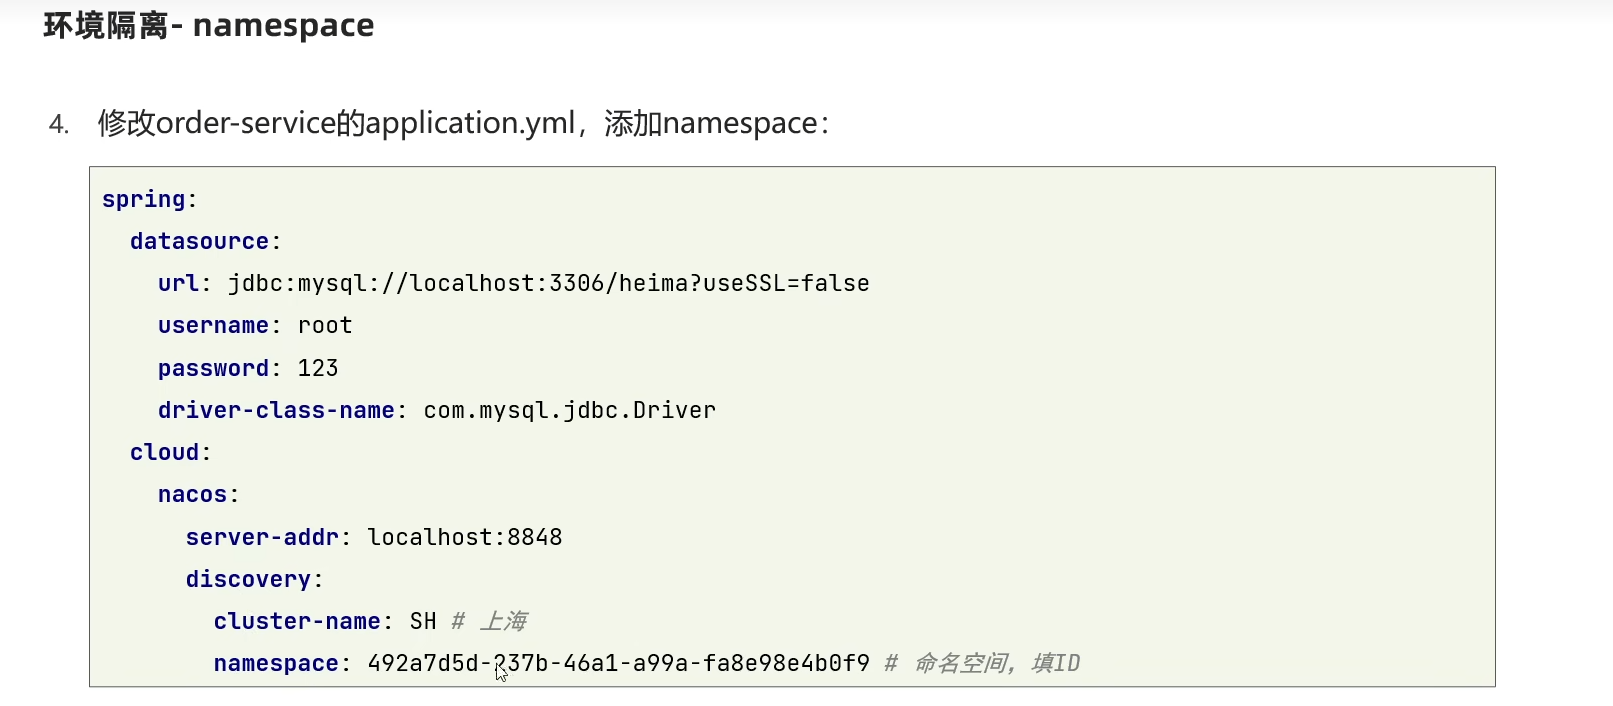 环境隔离- namespace
4. 修改order-service的application.yml，添加namespace：
spring:
datasource:
url: jdbc:mysql://localhost:3306/heima?useSSL=false
username: root
password: 123
driver-class-name: com.mysql.jdbc.Driver
cloud:
nacos:
server-addr: localhost:8848
discovery:
cluster-name: SH # 上海
namespace: 492a7d5d-237b-46a1-a99a-fa8e98e4b0f9 # 命名空间，填ID